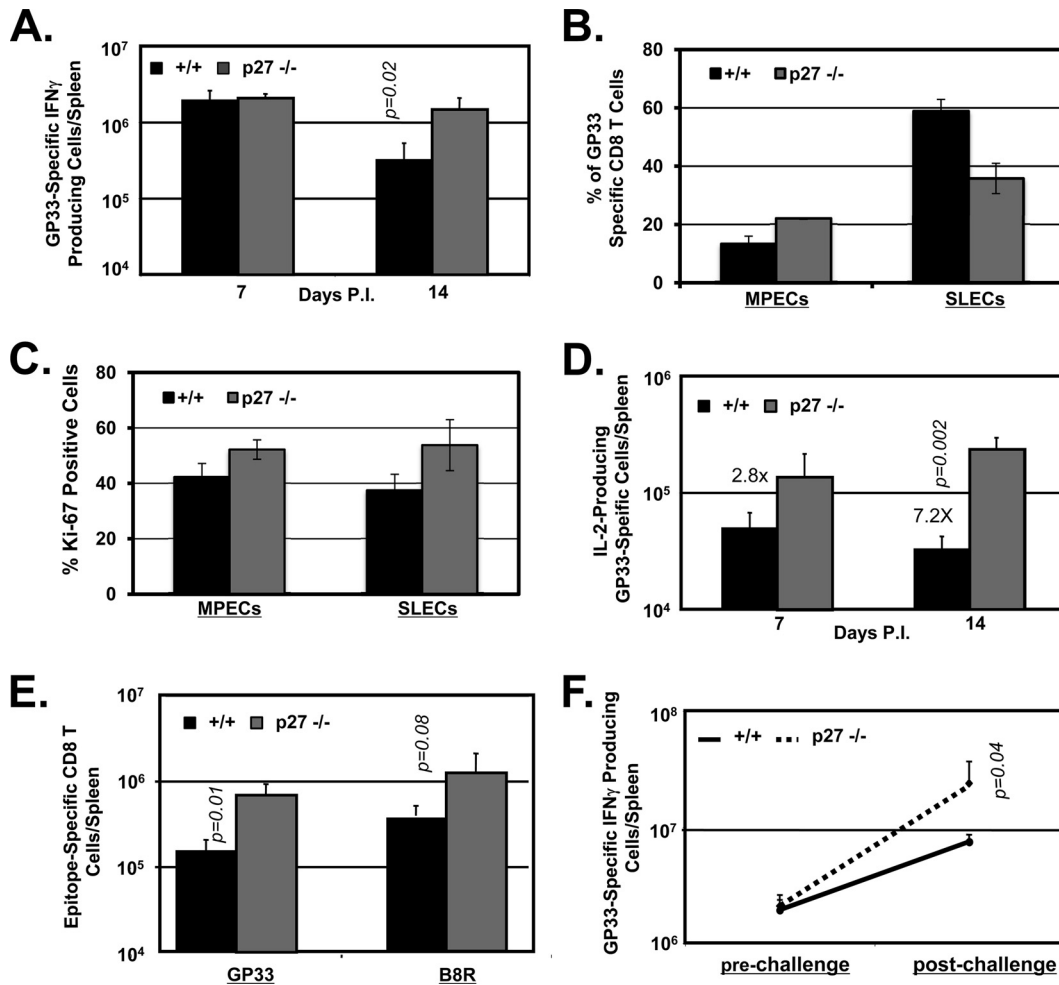 A.
GP33-Specific IFNγ
Producing Cells/Spleen
10⁷
10⁶
10⁵
10⁴
+/+ p27 -/-
p=0.02
7 Days P.I. 14
B.
% of GP33
Specific CD8 T Cells
80
60
40
20
0
+/+ p27 -/-
MPECs SLECs
C.
% Ki-67 Positive Cells
80
60
40
20
0
+/+ p27 -/-
MPECs SLECs
D.
IL-2-Producing
GP33-Speific Cells/Spleen
10⁶
10⁵
10⁴
+/+ p27 -/-
2.8x
p=0.002
7.2X
7 Days P.I. 14
E.
Epitope-Specific CD8 T
Cells/Spleen
10⁷
10⁶
10⁵
10⁴
+/+ p27 -/-
p=0.01
p=0.08
GP33 B8R
F.
GP33-Specific IFNγ Producing
Cells/Spleen
10⁸
10⁷
10⁶
+/+ p27 -/-
p=0.04
pre-challenge post-challenge